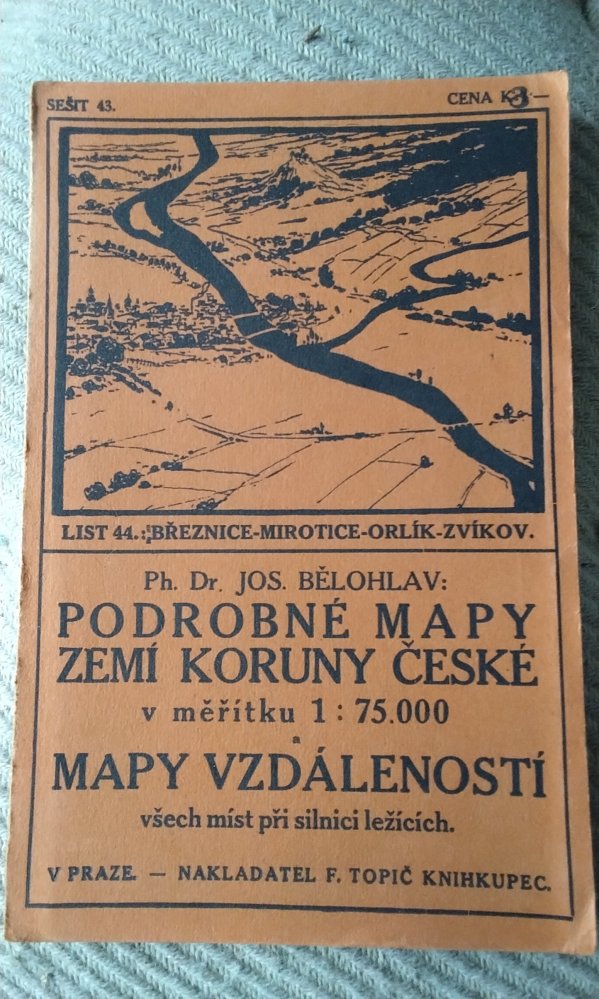 SEŠIT 43.
CENA K 3·—
LIST 44.: BŘEZNICE-MIROTICE-ORLÍK-ZVÍKOV.
Ph. Dr. JOS. BĚLOHLAV:
PODROBNÉ MAPY
ZEMÍ KORUNY ČESKÉ
v měřítku 1 : 75.000
a
MAPY VZDÁLENOSTÍ
všech míst při silnici ležících.
V PRAZE. — NAKLADATEL F. TOPIČ KNIHKUPEC.